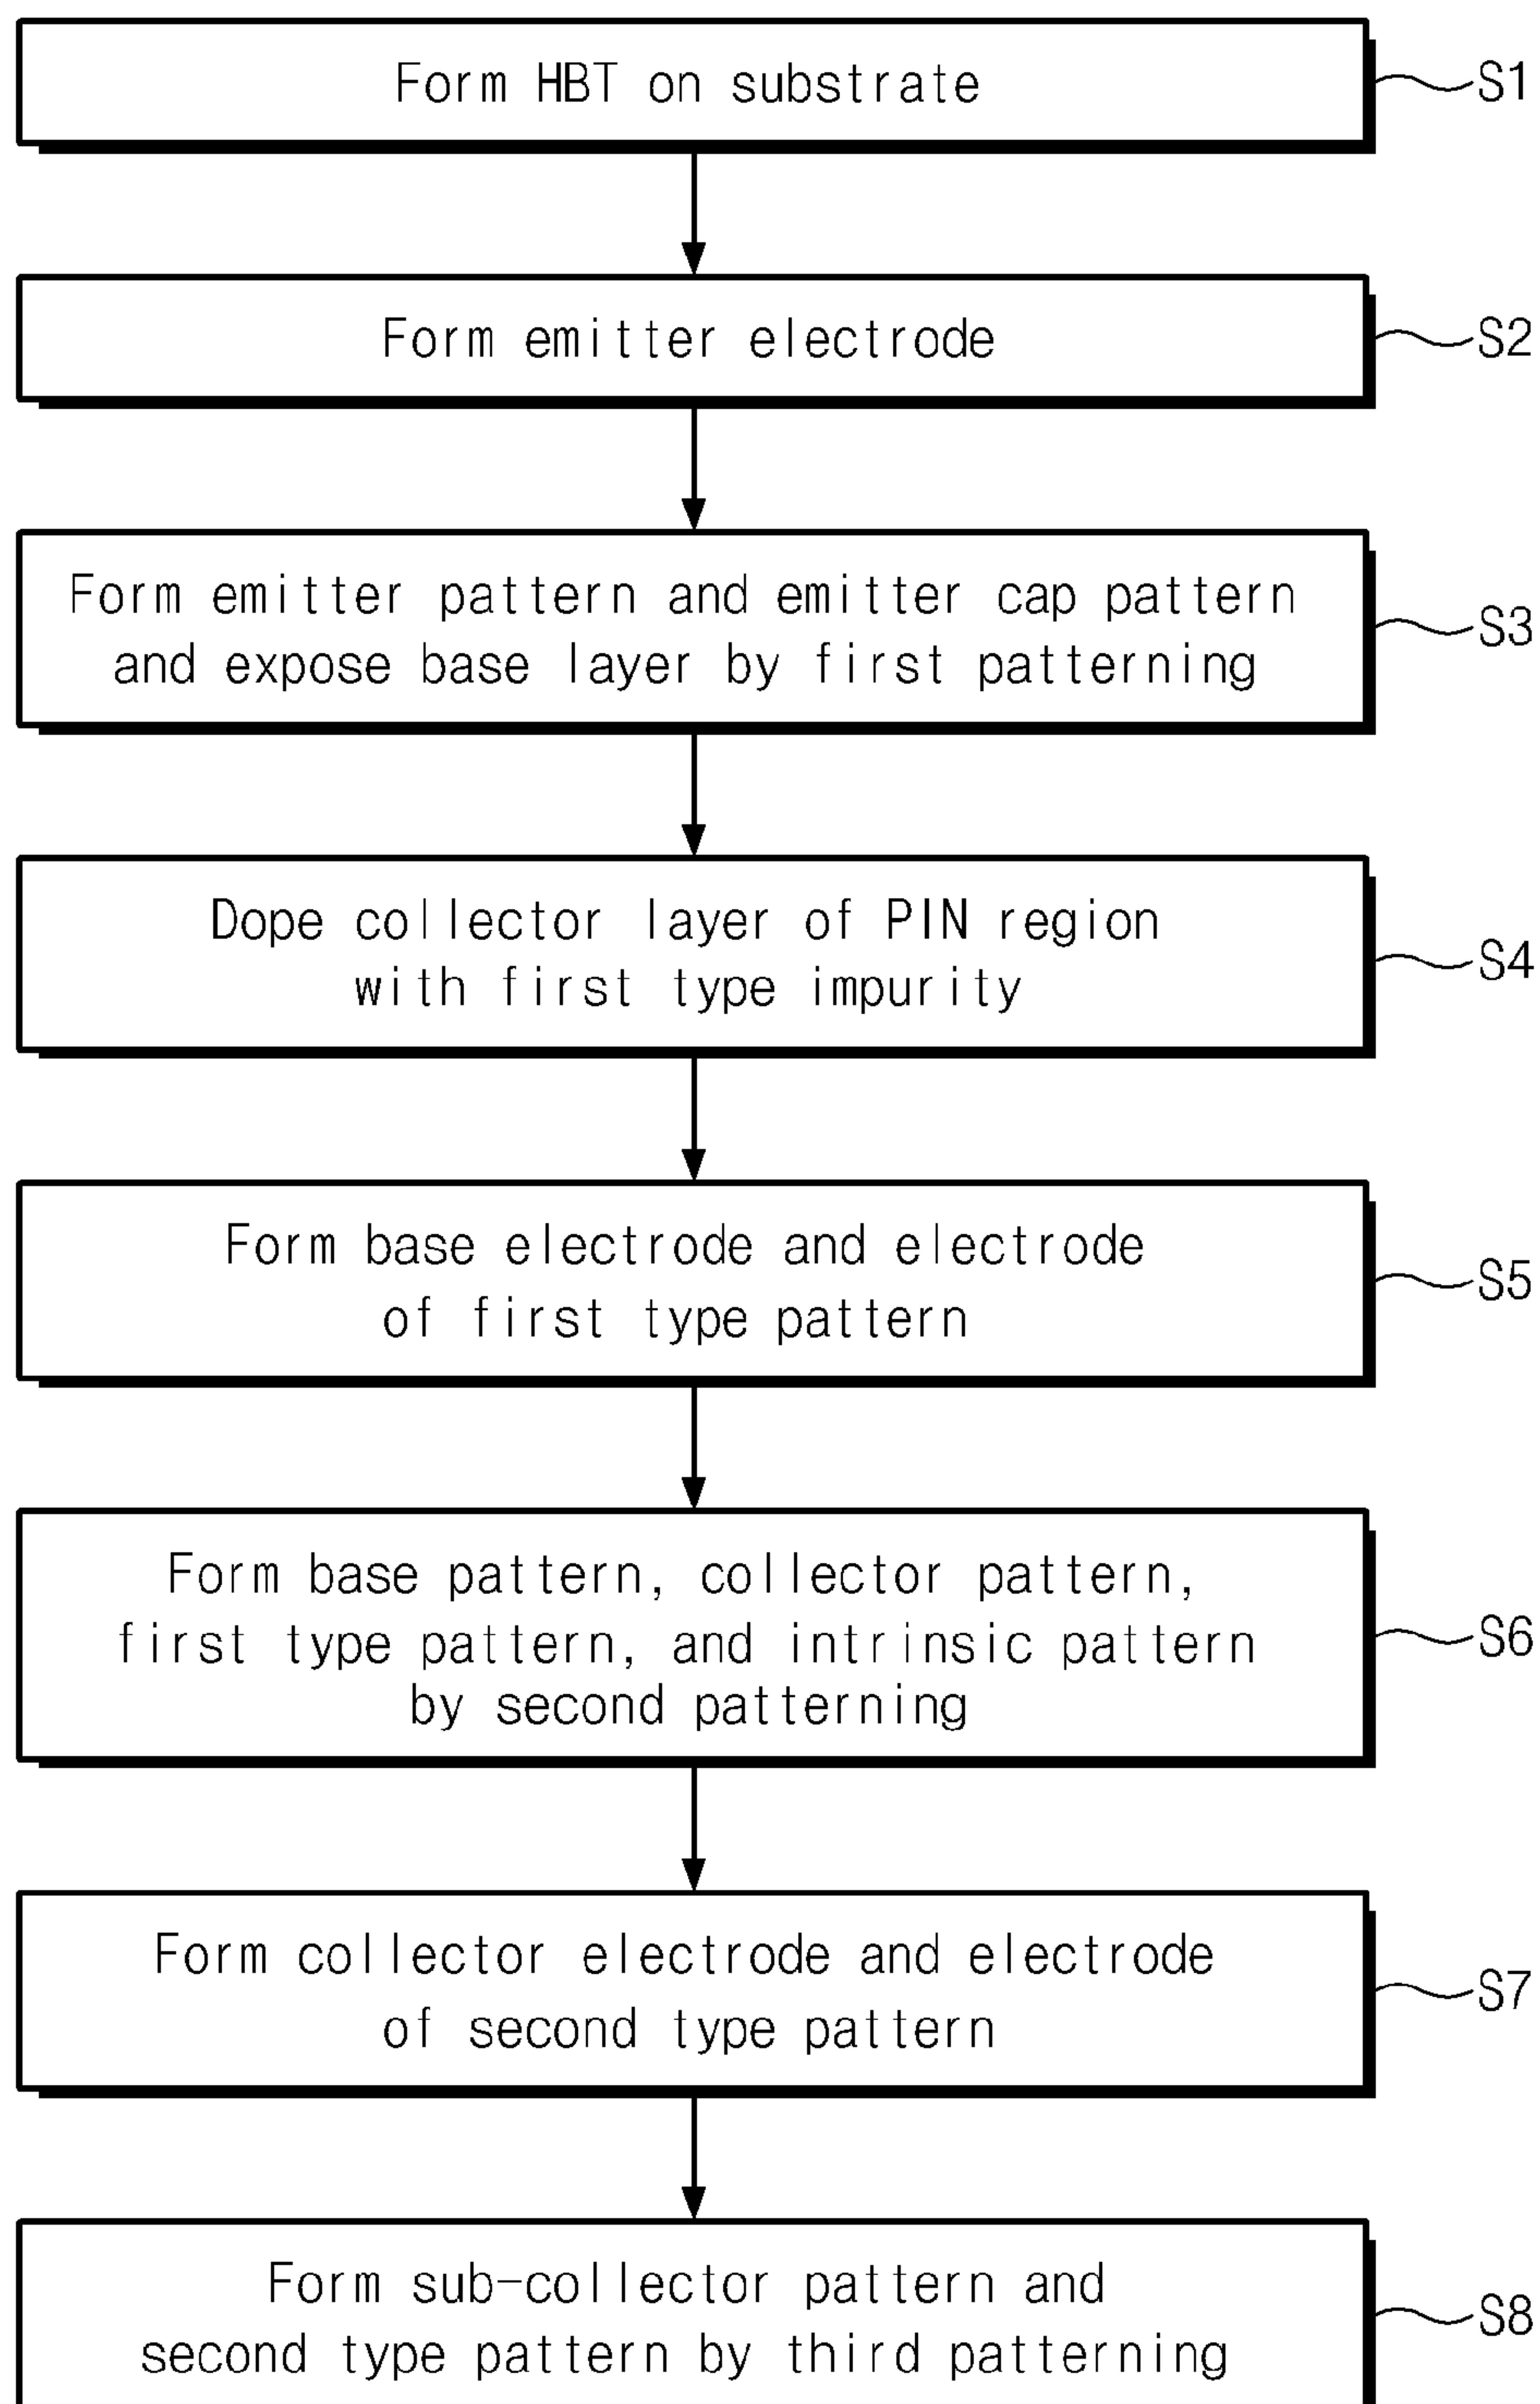 Form HBT on substrate
S1
Form emitter electrode
S2
Form emitter pattern and emitter cap pattern
and expose base layer by first patterning
S3
Dope collector layer of PIN region
with first type impurity
S4
Form base electrode and electrode
of first type pattern
S5
Form base pattern, collector pattern,
first type pattern, and intrinsic pattern
by second patterning
S6
Form collector electrode and electrode
of second type pattern
S7
Form sub-collector pattern and
second type pattern by third patterning
S8